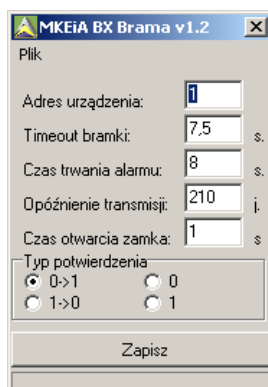 MKEiA BX Brama v1.2
Plik
Adres urządzenia: 1
Timeout bramki: 7,5 s.
Czas trwania alarmu: 8 s.
Opóźnienie transmisji: 210 j.
Czas otwarcia zamka: 1 s
Typ potwierdzenia
0->1 0
1->0 1
Zapisz